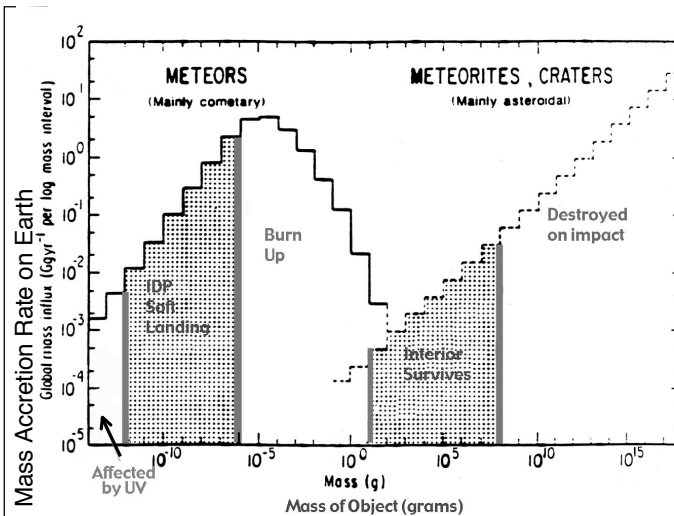 METEORS
(Mainly cometary)
METEORITES, CRATERS
(Mainly asteroidal)
Mass Accretion Rate on Earth
Global mass influx (Ggyr⁻¹ per log mass interval)
10²
10¹
10⁰
10⁻¹
10⁻²
10⁻³
10⁻⁴
10⁻⁵
IDP
Soft
Landing
Burn
Up
Interior
Survives
Destroyed
on impact
Affected
by UV
10⁻¹⁰
10⁻⁵
10⁰
10⁵
10¹⁰
10¹⁵
Mass (g)
Mass of Object (grams)